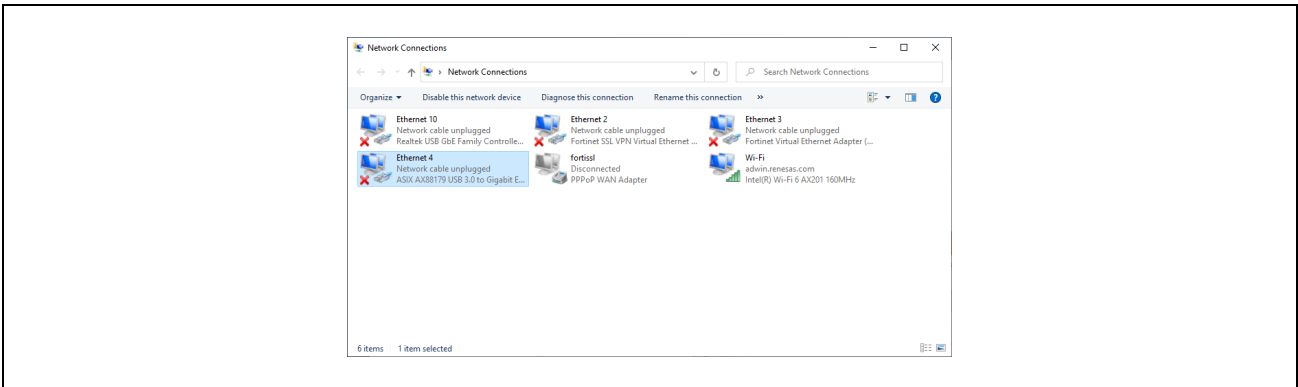 Network Connections
Network Connections
Search Network Connections
Organize Disable this network device Diagnose this connection Rename this connection »
Ethernet 10
Network cable unplugged
Realtek USB GbE Family Controlle...
Ethernet 2
Network cable unplugged
Fortinet SSL VPN Virtual Ethernet ...
Ethernet 3
Network cable unplugged
Fortinet Virtual Ethernet Adapter (...
Ethernet 4
Network cable unplugged
ASIX AX88179 USB 3.0 to Gigabit E...
fortissl
Disconnected
PPPoP WAN Adapter
Wi-Fi
adwin.renesas.com
Intel(R) Wi-Fi 6 AX201 160MHz
6 items 1 item selected